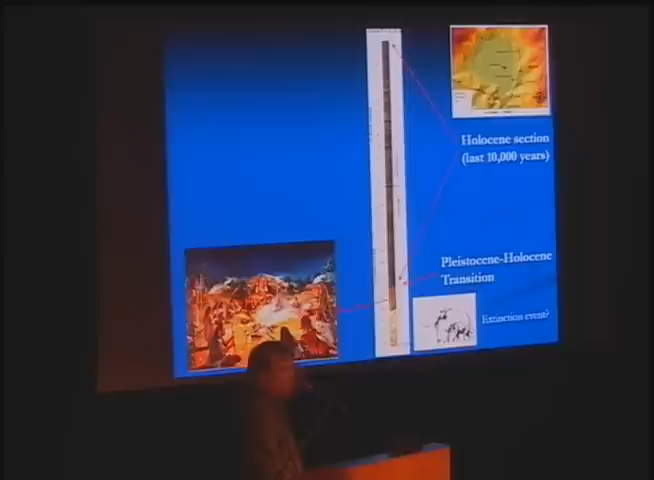 Holocene section
(last 10,000 years)
Pleistocene-Holocene
Transition
Extinction event?